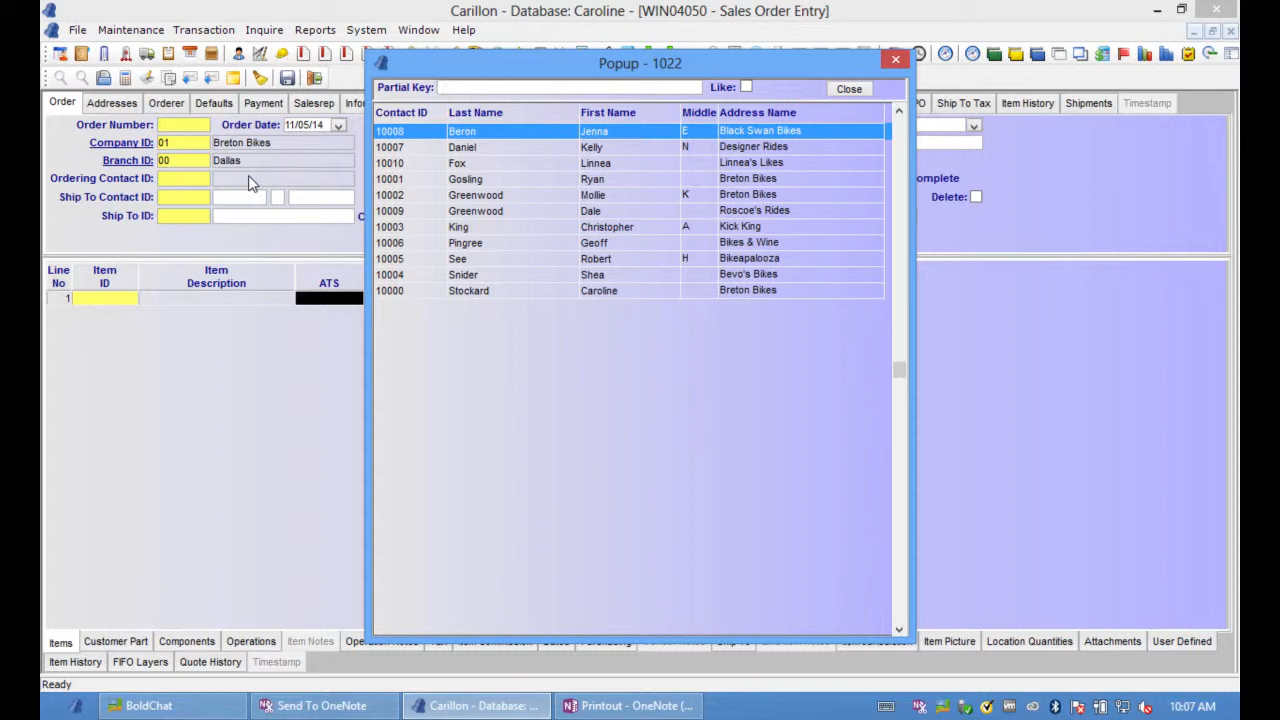 Carillon - Database: Caroline - [WIN04050 - Sales Order Entry]
File Maintenance Transaction Inquire Reports System Window Help
Popup - 1022
Partial Key: Like: Close
Order Addresses Orderer Defaults Payment Salesrep PO Ship To Tax Item History Shipments Timestamp
Order Number: Order Date: 11/05/14
Company ID: 01 Breton Bikes
Branch ID: 00 Dallas
Ordering Contact ID:
Ship To Contact ID: Delete:
Ship To ID:
Contact ID Last Name First Name Middle Address Name
10008 Beron Jenna E Black Swan Bikes
10007 Daniel Kelly N Designer Rides
10010 Fox Linnea Linnea's Likes
10001 Gosling Ryan Breton Bikes
10002 Greenwood Mollie K Breton Bikes
10009 Greenwood Dale Roscoe's Rides
10003 King Christopher A Kick King
10006 Pingree Geoff Bikes & Wine
10005 See Robert H Bikeapalooza
10004 Snider Shea Bevo's Bikes
10000 Stockard Caroline Breton Bikes
Line No Item ID Item Description ATS
1
Items Customer Part Components Operations Item Notes Item Picture Location Quantities Attachments User Defined
Item History FIFO Layers Quote History Timestamp
Ready
BoldChat Send To OneNote Carillon - Database: ... Printout - OneNote (... 10:07 AM